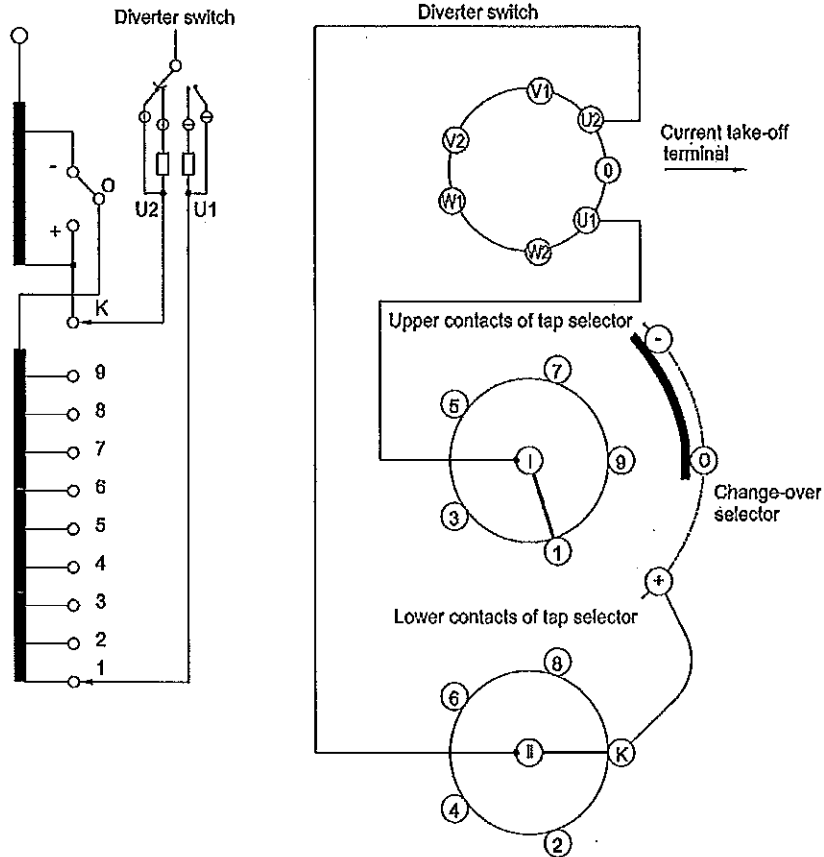 Diverter switch
-
O
+
U2
U1
K
9
8
7
6
5
4
3
2
1
Diverter switch
V1
U2
V2
0
W1
U1
W2
Current take-off
terminal
Upper contacts of tap selector
-
7
5
I
9
0
3
1
Change-over
selector
+
Lower contacts of tap selector
8
6
II
K
4
2